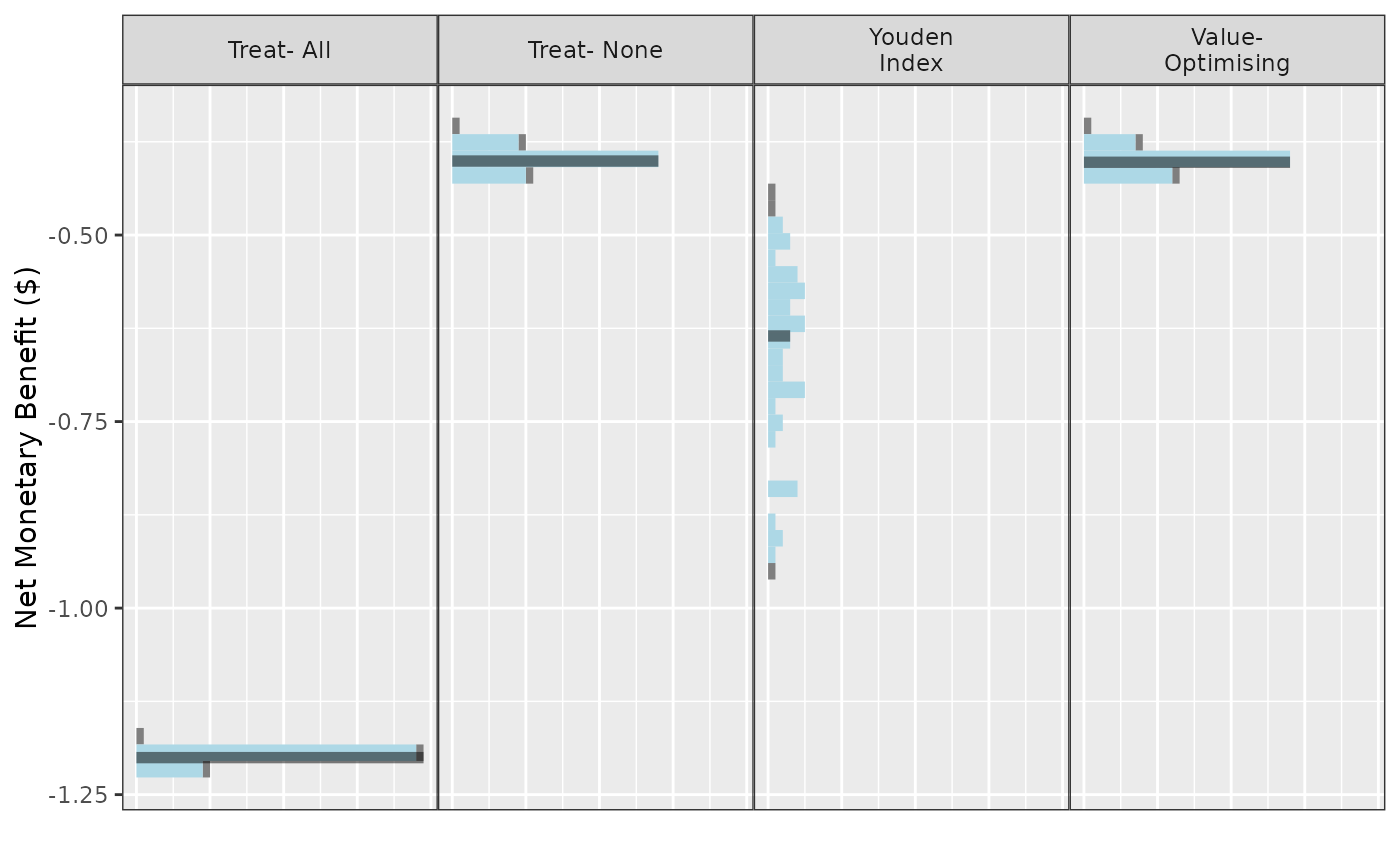 Treat- All
Treat- None
Youden
Index
Value-
Optimising
Net Monetary Benefit ($)
-0.50
-0.75
-1.00
-1.25